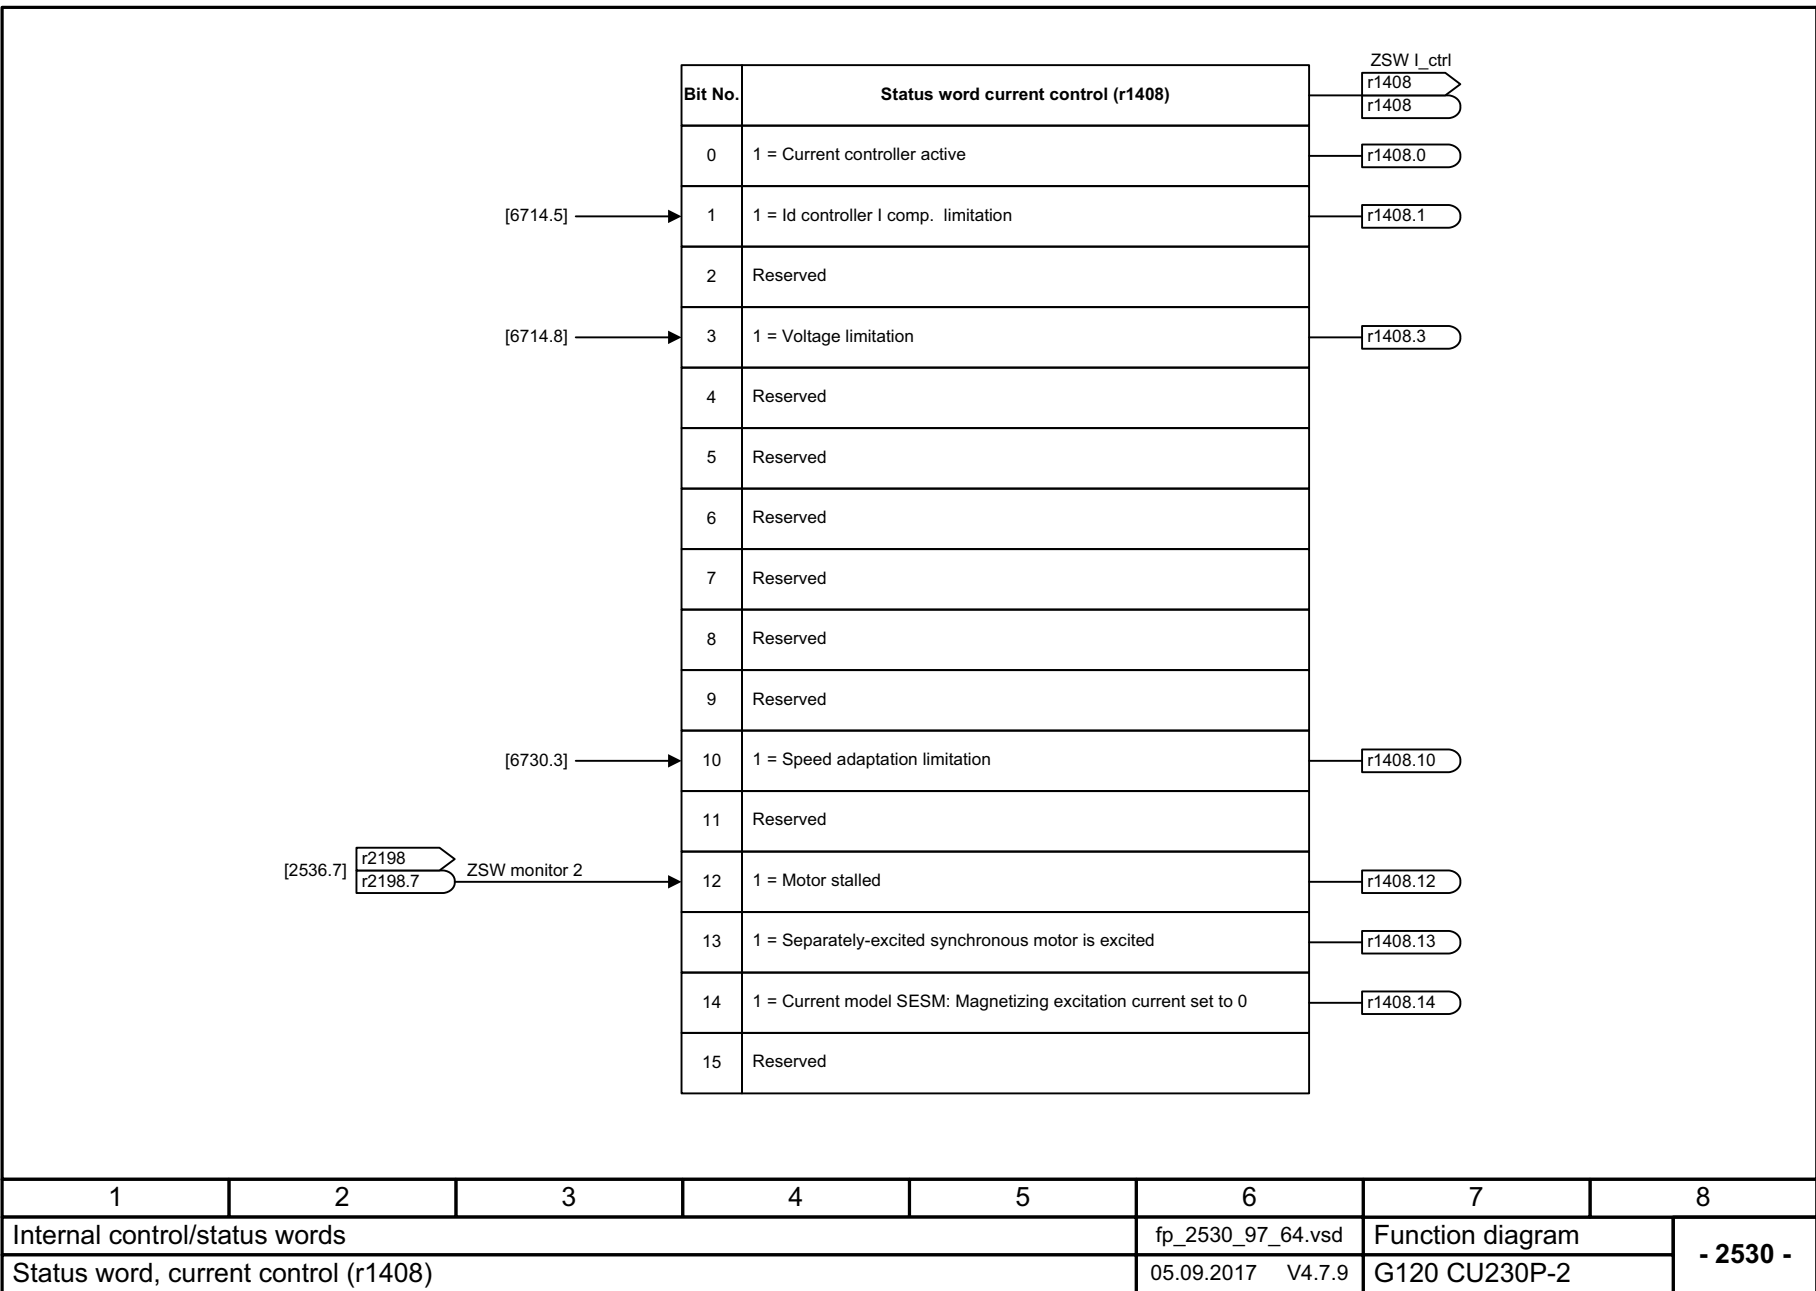 ZSW I_ctrl
Bit No. Status word current control (r1408) r1408
r1408
0 1 = Current controller active r1408.0
[6714.5] 1 1 = Id controller I comp. limitation r1408.1
2 Reserved
[6714.8] 3 1 = Voltage limitation r1408.3
4 Reserved
5 Reserved
6 Reserved
7 Reserved
8 Reserved
9 Reserved
[6730.3] 10 1 = Speed adaptation limitation r1408.10
11 Reserved
r2198
[2536.7] r2198.7 ZSW monitor 2 12 1 = Motor stalled r1408.12
13 1 = Separately-excited synchronous motor is excited r1408.13
14 1 = Current model SESM: Magnetizing excitation current set to 0 r1408.14
15 Reserved
1 2 3 4 5 6 7 8
Internal control/status words fp_2530_97_64.vsd Function diagram - 2530 -
Status word, current control (r1408) 05.09.2017 V4.7.9 G120 CU230P-2